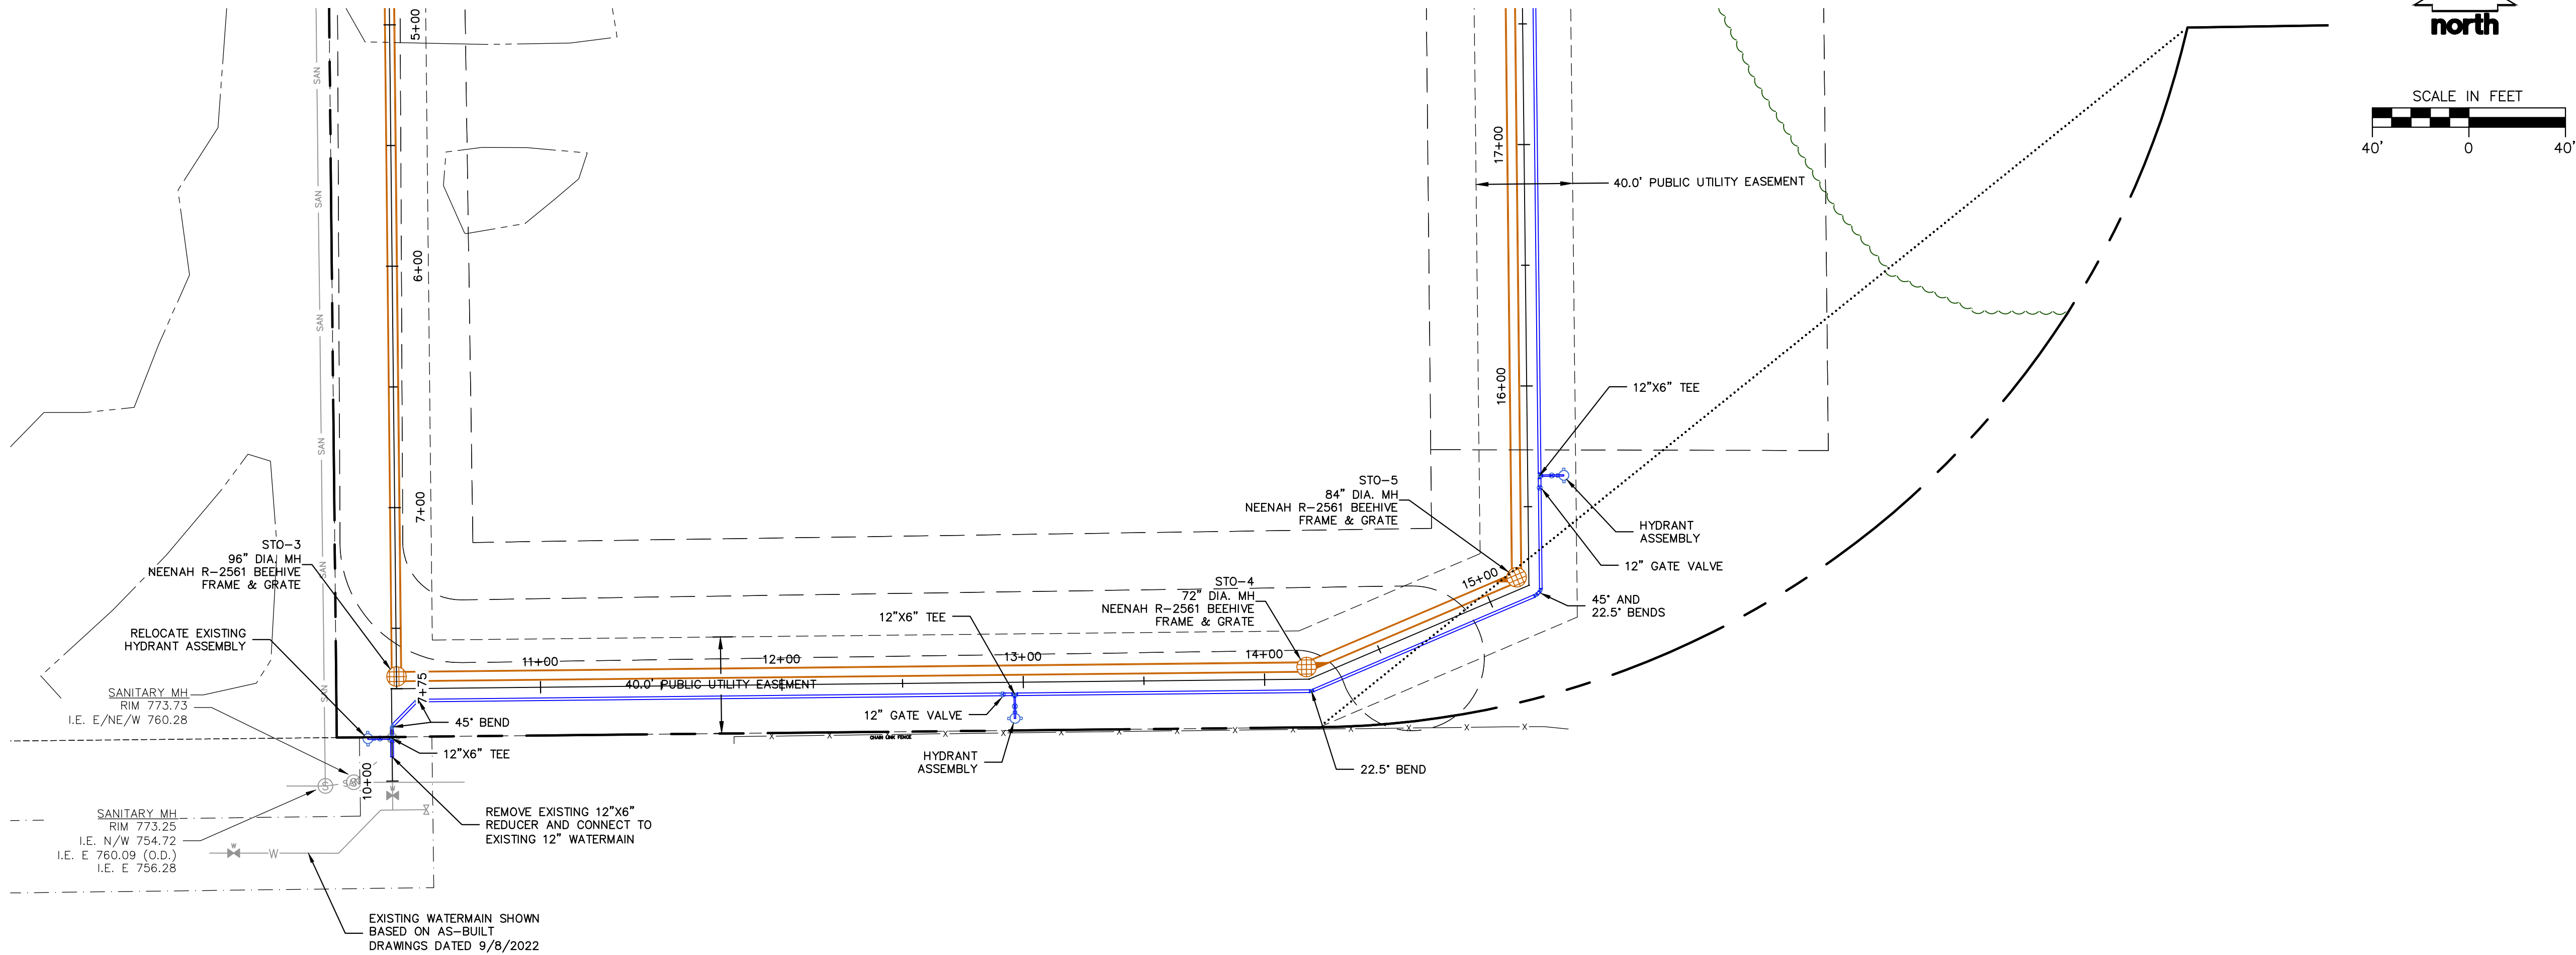 north
SCALE IN FEET
40' 0 40'
5+00
SAN
SAN
SAN
SAN
SAN
SAN
6+00
7+00
7+75
10+00
11+00
12+00
13+00
14+00
15+00
16+00
17+00
40.0' PUBLIC UTILITY EASEMENT
12"X6" TEE
HYDRANT
ASSEMBLY
12" GATE VALVE
45° AND
22.5° BENDS
STO-5
84" DIA. MH
NEENAH R-2561 BEEHIVE
FRAME & GRATE
STO-4
72" DIA. MH
NEENAH R-2561 BEEHIVE
FRAME & GRATE
STO-3
96" DIA. MH
NEENAH R-2561 BEEHIVE
FRAME & GRATE
12"X6" TEE
RELOCATE EXISTING
HYDRANT ASSEMBLY
40.0' PUBLIC UTILITY EASEMENT
SANITARY MH
RIM 773.73
I.E. E/NE/W 760.28
45° BEND
12" GATE VALVE
X X X X X X X X X X X X X X
CHAIN LINK FENCE
12"X6" TEE
HYDRANT
ASSEMBLY
22.5° BEND
S
SAN
W
SANITARY MH
RIM 773.25
I.E. N/W 754.72
I.E. E 760.09 (O.D.)
I.E. E 756.28
REMOVE EXISTING 12"X6"
REDUCER AND CONNECT TO
EXISTING 12" WATERMAIN
W
W
EXISTING WATERMAIN SHOWN
BASED ON AS-BUILT
DRAWINGS DATED 9/8/2022